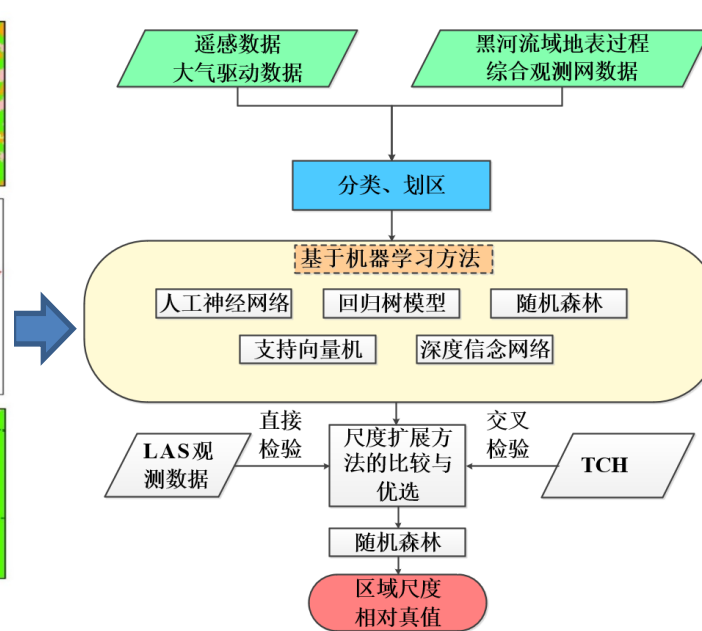 遥感数据
大气驱动数据
黑河流域地表过程
综合观测网数据
分类、划区
基于机器学习方法
人工神经网络
回归树模型
随机森林
支持向量机
深度信念网络
直接
检验
交叉
检验
LAS观
测数据
尺度扩展方
法的比较与
优选
TCH
随机森林
区域尺度
相对真值